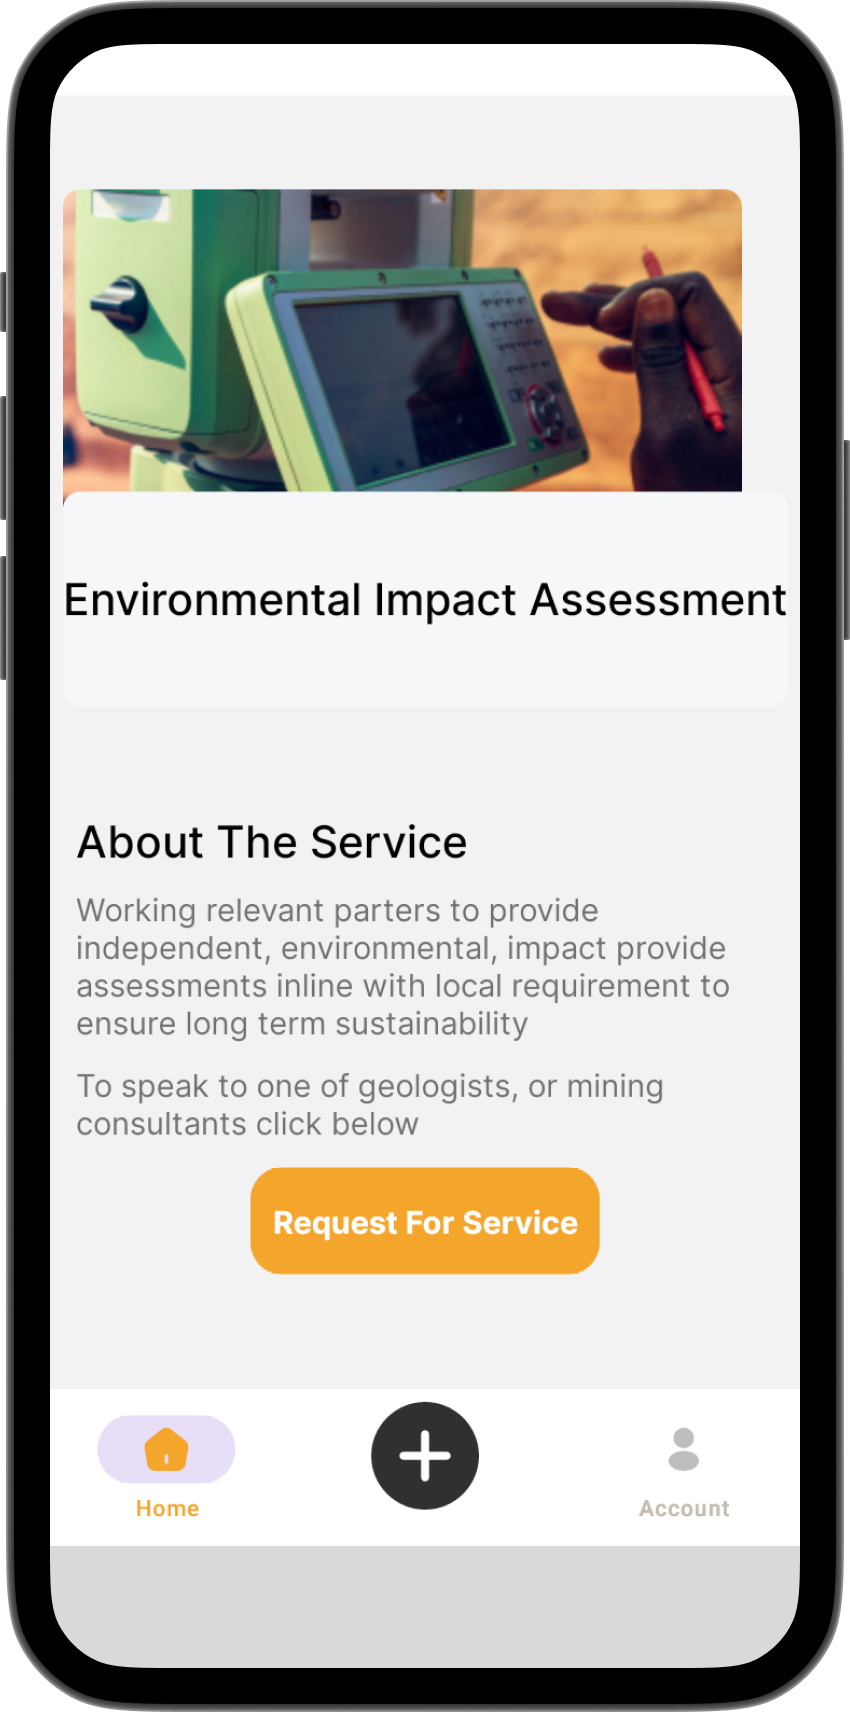 Environmental Impact Assessment
About The Service
Working relevant parters to provide
independent, environmental, impact provide
assessments inline with local requirement to
ensure long term sustainability
To speak to one of geologists, or mining
consultants click below
Request For Service
Home
Account